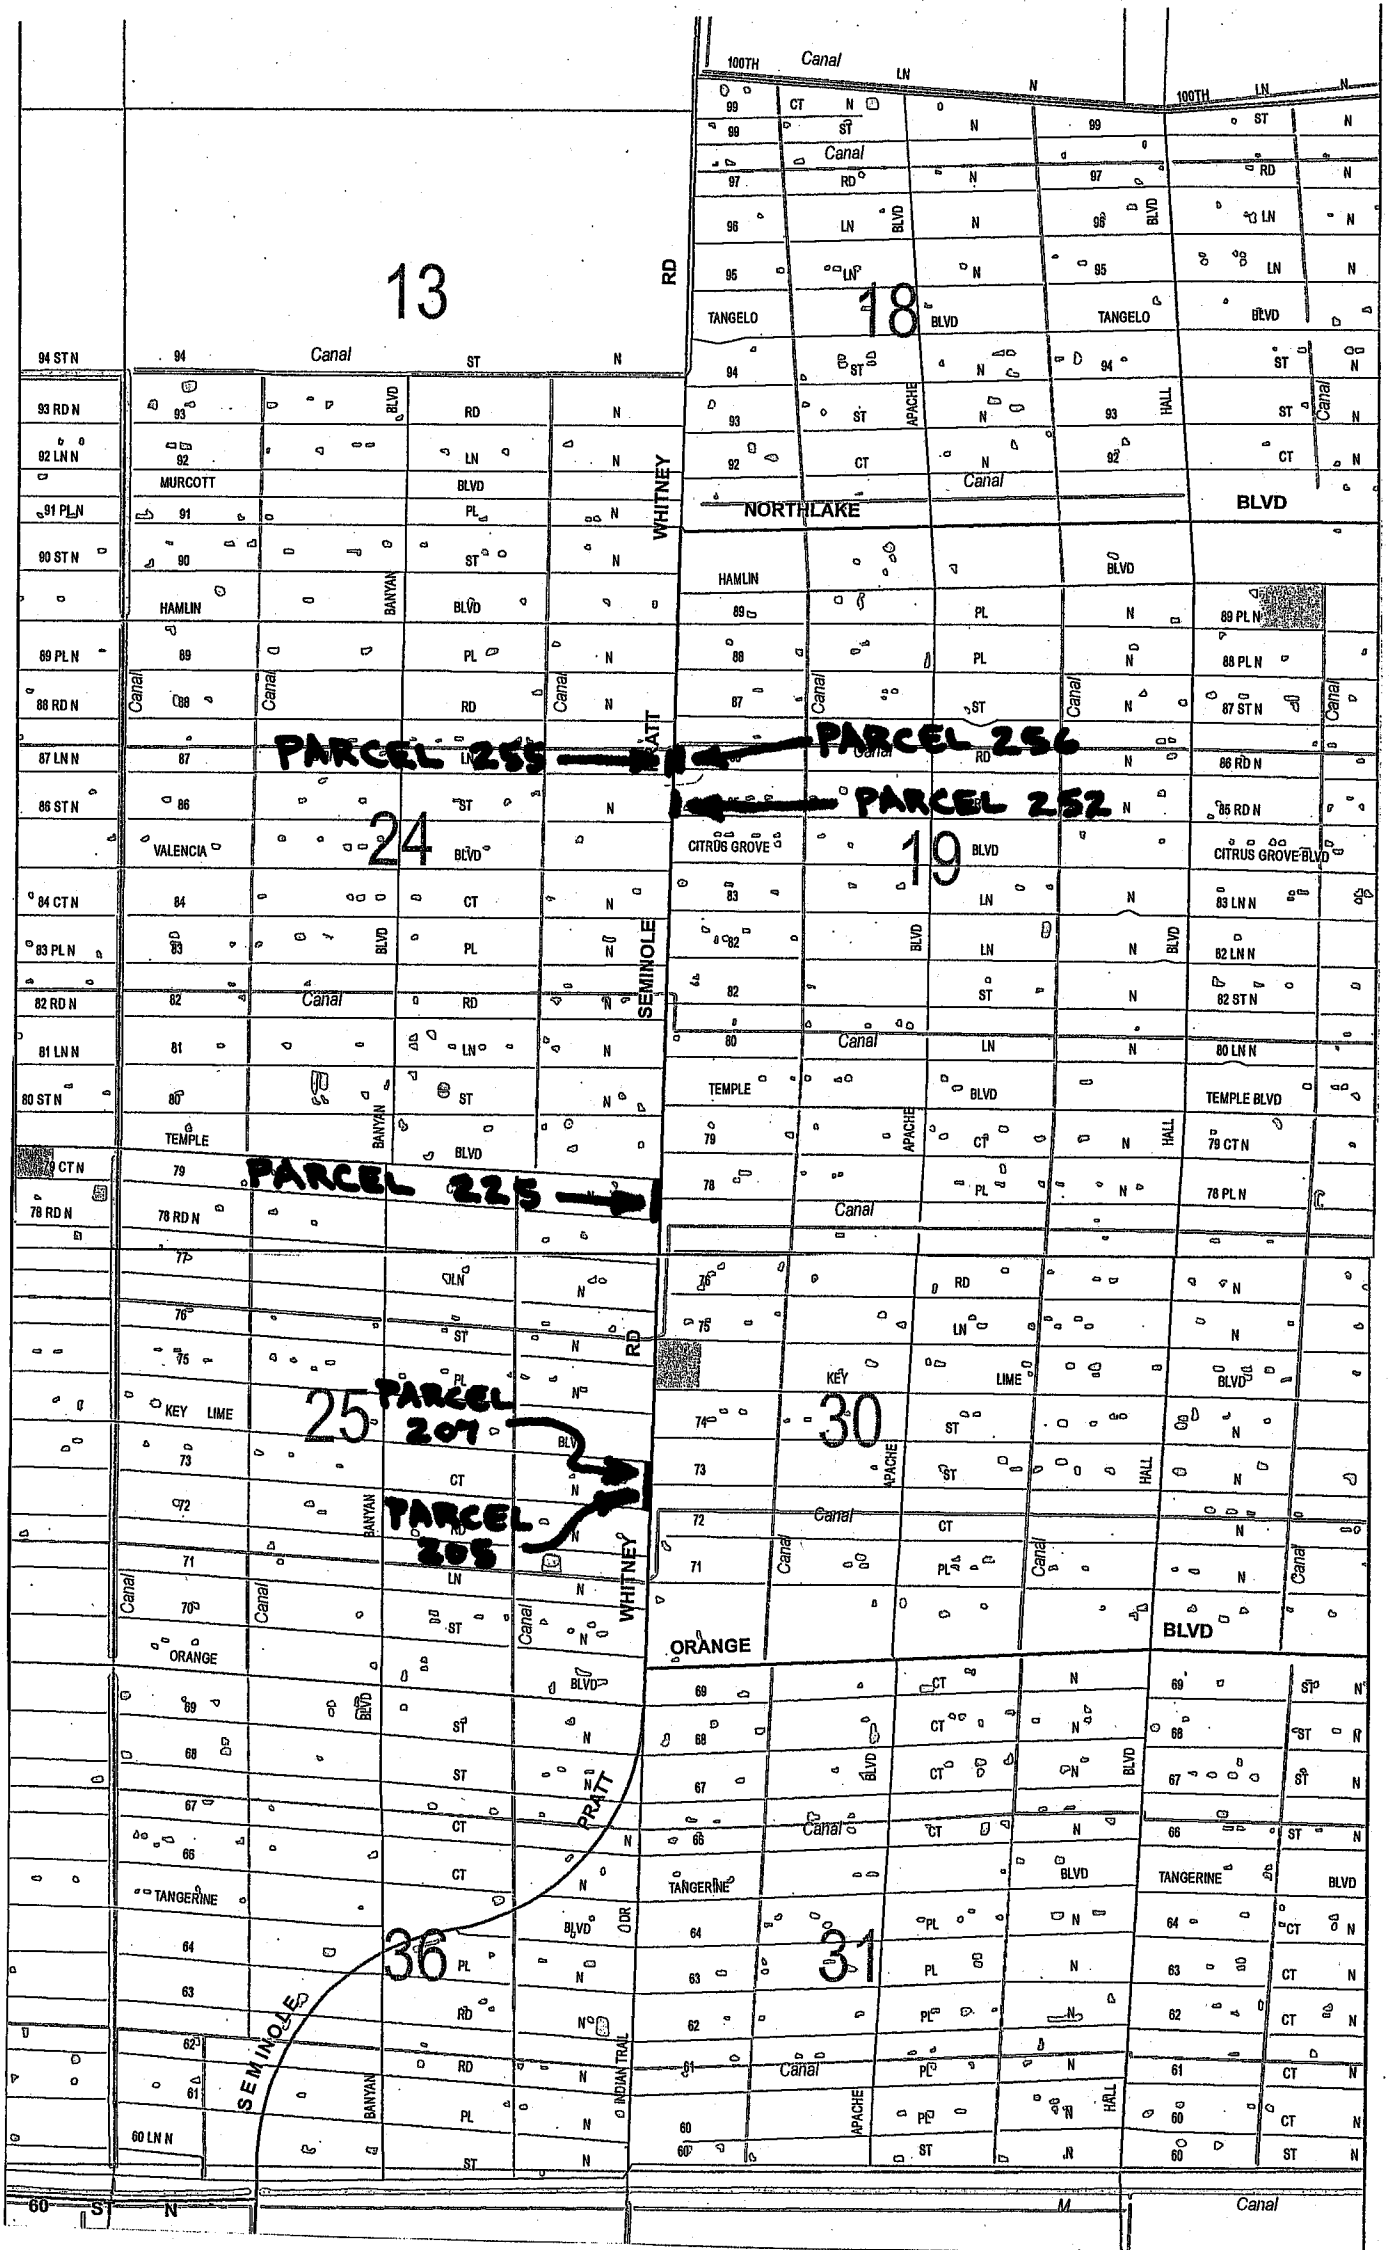 100TH Canal LN N 100TH LN N
99 CT N
99 ST N 99 ST N
Canal
97 RD N 97 RD N
96 LN BLVD N 96 BLVD LN N
95 LN N 95 LN N
13 RD 18
TANGELO BLVD TANGELO BLVD
94 ST N 94 Canal ST N
94 ST N 94 ST N
93 RD N 93 BLVD RD N
93 ST APACHE N 93 HALL ST Canal N
92 LN N 92 LN N
92 CT N 92 CT N
MURCOTT BLVD WHITNEY Canal
91 PL N 91 PL N NORTHLAKE BLVD
90 ST N 90 ST N
HAMLIN BLVD
HAMLIN BANYAN BLVD
89 PL N 89 PL N
89 PL N 89 PL N
88 PL N 88 PL N
88 RD N Canal 88 Canal RD Canal N
87 Canal ST Canal N 87 ST N Canal
PRATT
PARCEL 255 PARCEL 256
87 LN N 87 LN Canal RD N 86 RD N
86 ST N 86 ST N
PARCEL 252 N 85 RD N
24 19
VALENCIA BLVD CITRUS GROVE BLVD CITRUS GROVE BLVD
84 CT N 84 CT N 83 LN N 83 LN N
83 PL N 83 BLVD PL N SEMINOLE 82 BLVD LN N BLVD 82 LN N
82 RD N 82 Canal RD N 82 ST N 82 ST N
81 LN N 81 LN N 80 Canal LN N 80 LN N
80 ST N 80 ST N TEMPLE BLVD TEMPLE BLVD
TEMPLE BANYAN BLVD 79 APACHE CT N HALL 79 CT N
79 CT N 79
PARCEL 225
78 PL N 78 PL N
78 RD N 78 RD N Canal
77 LN N 76 RD N
76 ST N RD 75 LN N
75 PL N KEY LIME BLVD
25 30
PARCEL
207
KEY LIME BLV 74 ST N
73 CT N 73 APACHE ST HALL N
72 BANYAN
PARCEL
205
RD N 72 Canal CT N
71 LN N WHITNEY 71 Canal PL Canal N Canal
Canal 70 Canal ST Canal N
ORANGE BLVD ORANGE BLVD
69 BLVD ST N 69 CT N 69 ST N
68 ST N 68 BLVD CT N BLVD 68 ST N
PRATT
67 CT N 67 CT N 67 ST N
66 CT N 66 Canal CT N 66 ST N
TANGERINE BLVD DR TANGERINE BLVD TANGERINE BLVD
36 31
64 PL N 64 PL N 64 CT N
63 RD N 63 PL N 63 CT N
SEMINOLE
62 RD N 62 PL N 62 CT N
61 PL N INDIAN TRAIL 61 Canal PL N 61 CT N
BANYAN APACHE HALL
60 LN N ST N 60 PL N 60 CT N
60 ST N 60 ST N
60 ST N M Canal